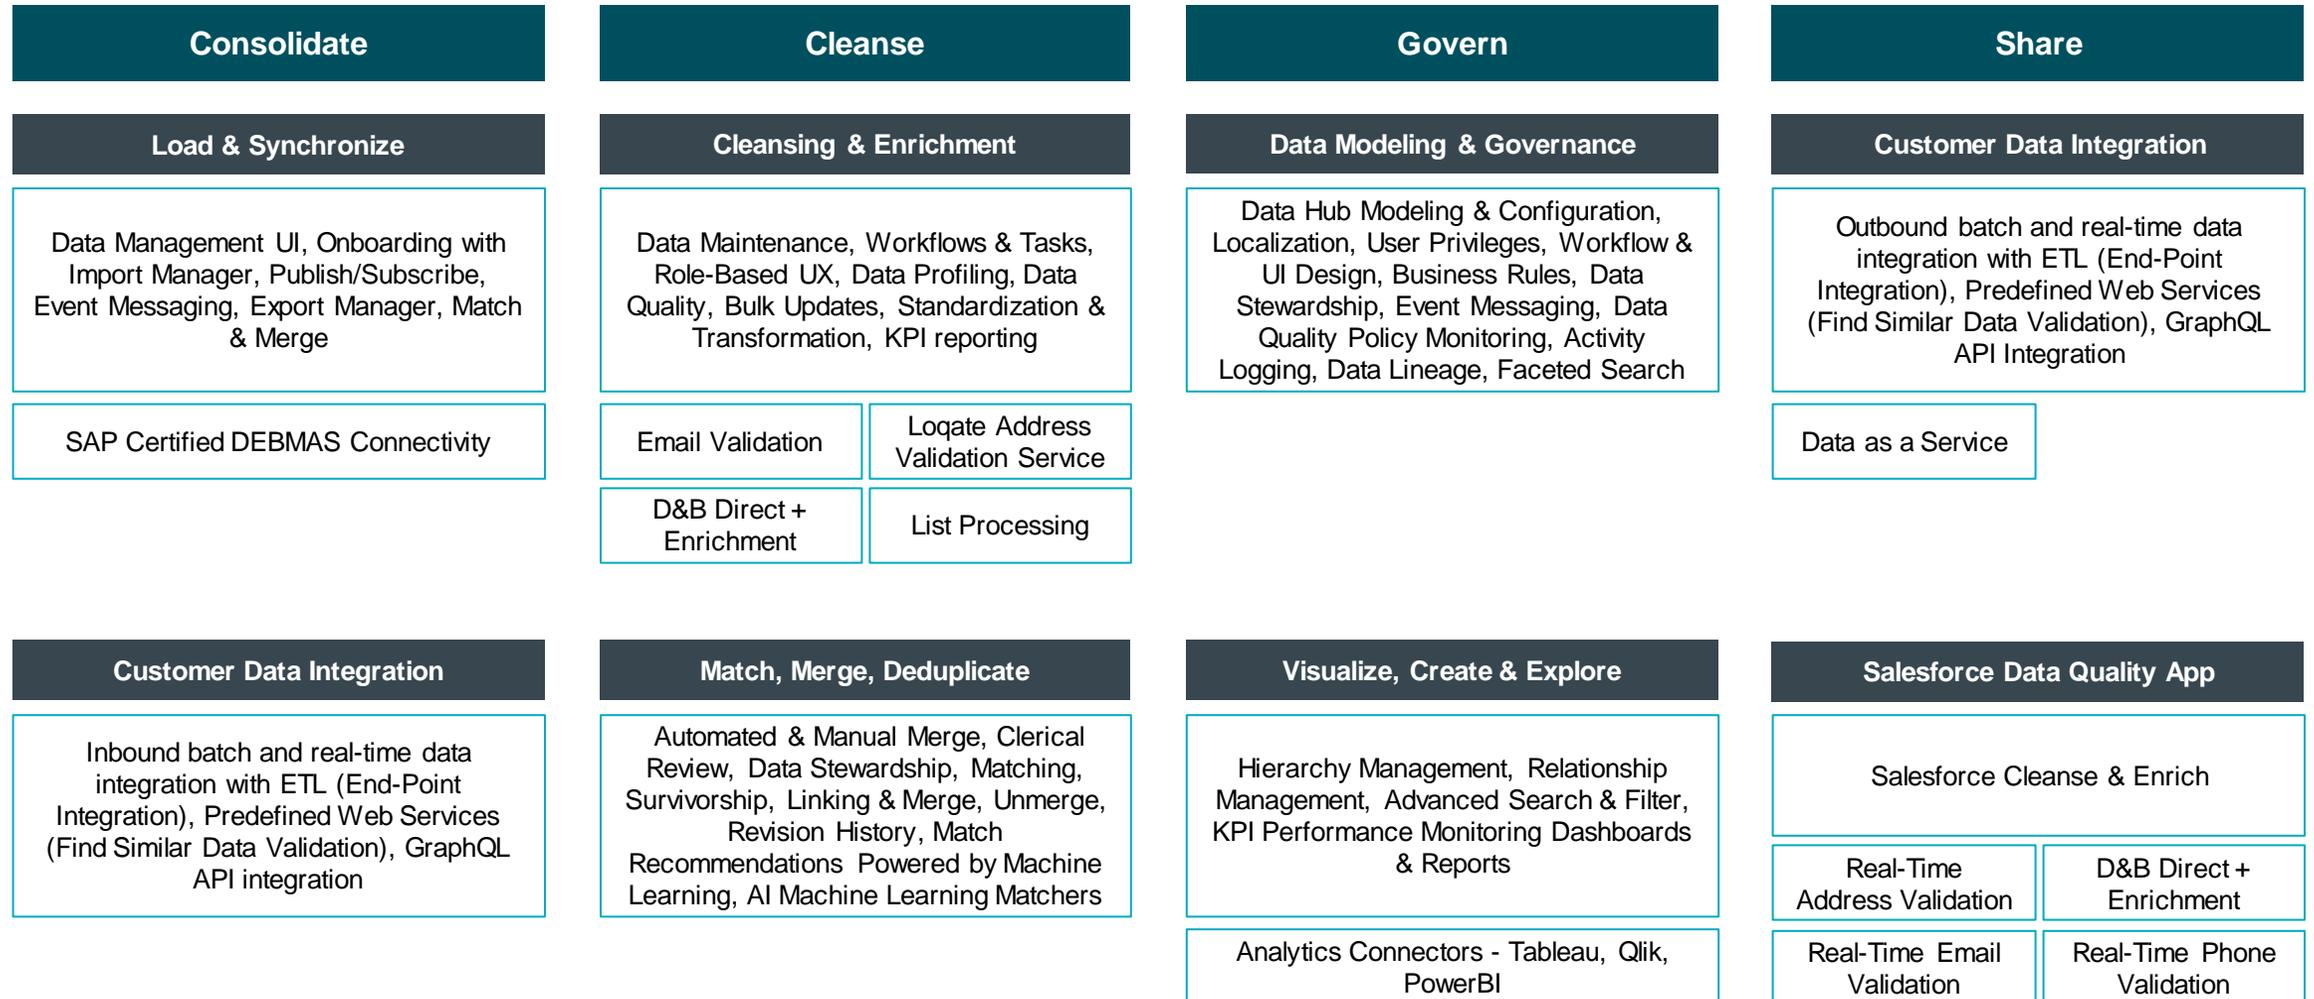 Consolidate
Cleanse
Govern
Share
Load & Synchronize
Data Management UI, Onboarding with
Import Manager, Publish/Subscribe,
Event Messaging, Export Manager, Match
& Merge
SAP Certified DEBMAS Connectivity
Cleansing & Enrichment
Data Maintenance, Workflows & Tasks,
Role-Based UX, Data Profiling, Data
Quality, Bulk Updates, Standardization &
Transformation, KPI reporting
Email Validation
Loqate Address
Validation Service
D&B Direct +
Enrichment
List Processing
Data Modeling & Governance
Data Hub Modeling & Configuration,
Localization, User Privileges, Workflow &
UI Design, Business Rules, Data
Stewardship, Event Messaging, Data
Quality Policy Monitoring, Activity
Logging, Data Lineage, Faceted Search
Customer Data Integration
Outbound batch and real-time data
integration with ETL (End-Point
Integration), Predefined Web Services
(Find Similar Data Validation), GraphQL
API Integration
Data as a Service
Customer Data Integration
Inbound batch and real-time data
integration with ETL (End-Point
Integration), Predefined Web Services
(Find Similar Data Validation), GraphQL
API integration
Match, Merge, Deduplicate
Automated & Manual Merge, Clerical
Review, Data Stewardship, Matching,
Survivorship, Linking & Merge, Unmerge,
Revision History, Match
Recommendations Powered by Machine
Learning, AI Machine Learning Matchers
Visualize, Create & Explore
Hierarchy Management, Relationship
Management, Advanced Search & Filter,
KPI Performance Monitoring Dashboards
& Reports
Analytics Connectors - Tableau, Qlik,
PowerBI
Salesforce Data Quality App
Salesforce Cleanse & Enrich
Real-Time
Address Validation
D&B Direct +
Enrichment
Real-Time Email
Validation
Real-Time Phone
Validation